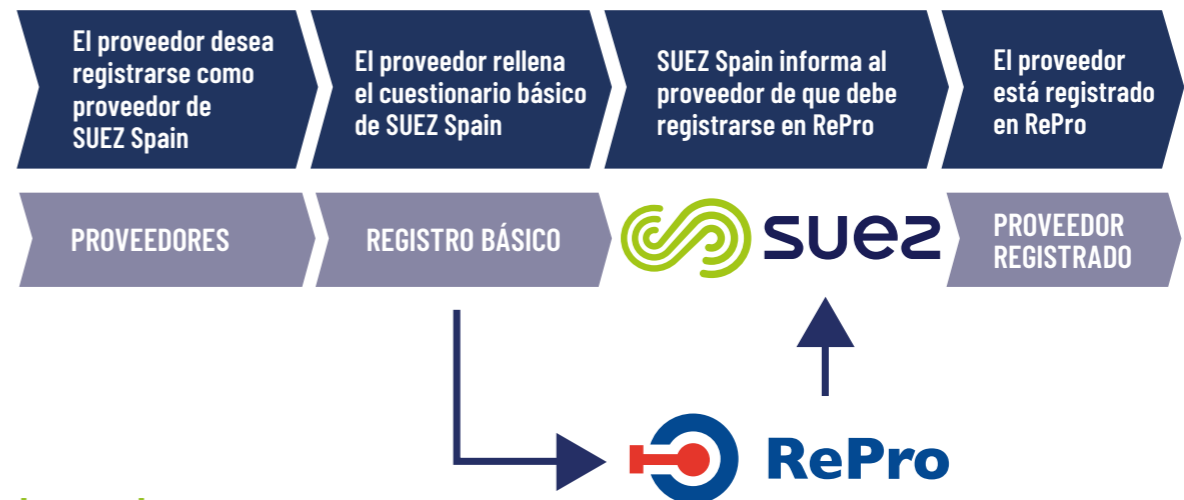 El proveedor desea
registrarse como
proveedor de
SUEZ Spain
El proveedor rellena
el cuestionario básico
de SUEZ Spain
SUEZ Spain informa al
proveedor de que debe
registrarse en RePro
El proveedor
está registrado
en RePro
PROVEEDORES
REGISTRO BÁSICO
suez
PROVEEDOR
REGISTRADO
RePro